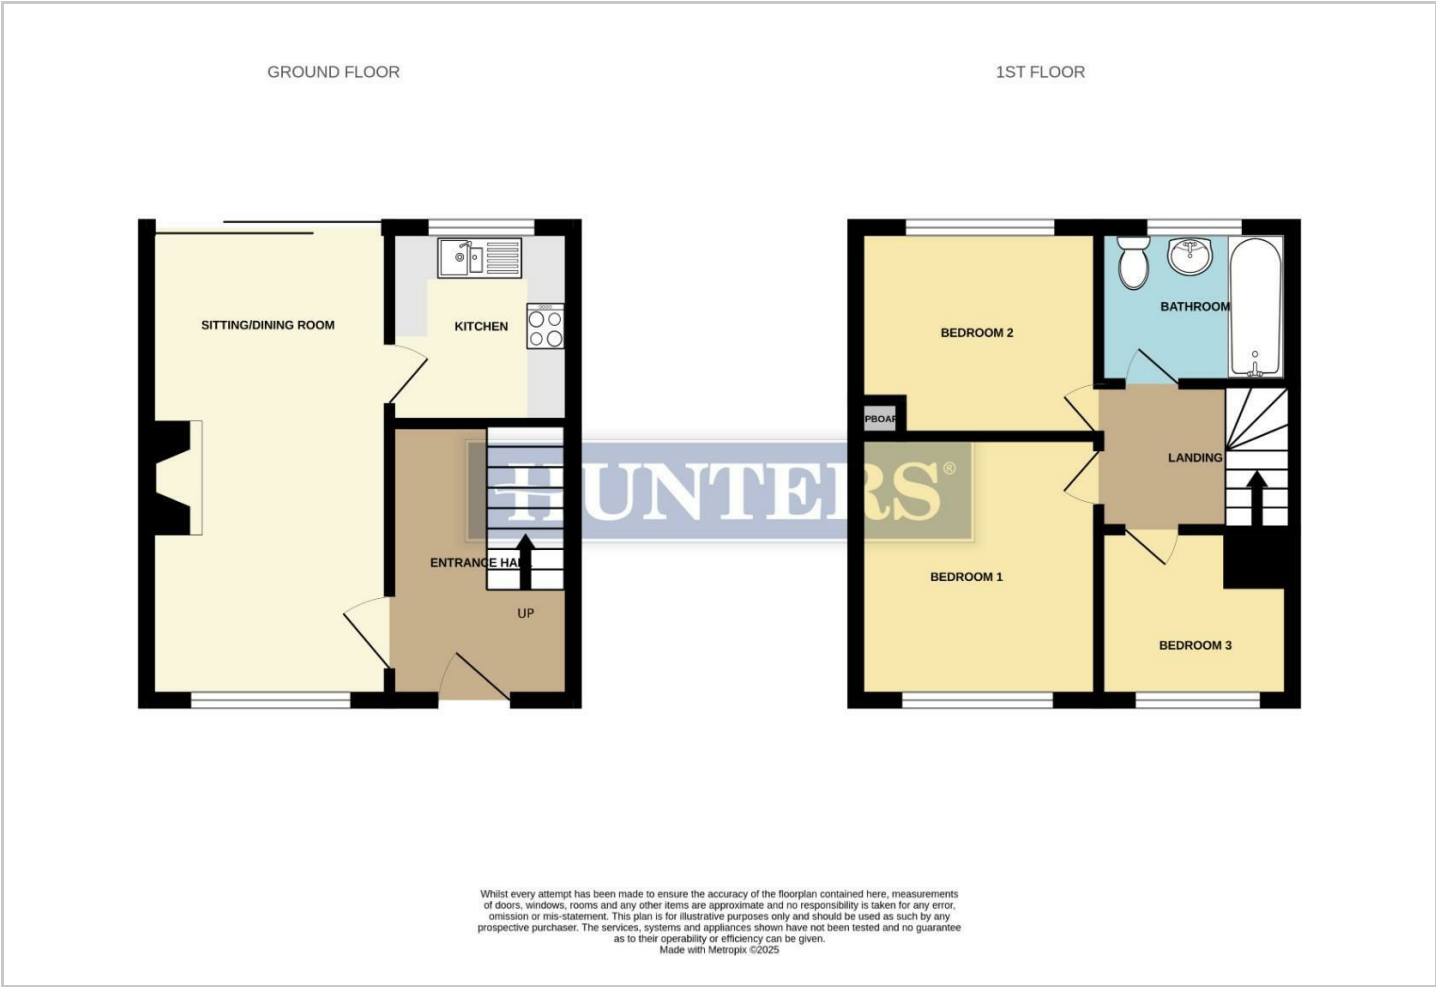 GROUND FLOOR
1ST FLOOR
SITTING/DINING ROOM
KITCHEN
ENTRANCE HALL
UP
BEDROOM 2
BATHROOM
PBOAR
LANDING
BEDROOM 1
BEDROOM 3
HUNTERS®
Whilst every attempt has been made to ensure the accuracy of the floorplan contained here, measurements
of doors, windows, rooms and any other items are approximate and no responsibility is taken for any error,
omission or mis-statement. This plan is for illustrative purposes only and should be used as such by any
prospective purchaser. The services, systems and appliances shown have not been tested and no guarantee
as to their operability or efficiency can be given.
Made with Metropix ©2025